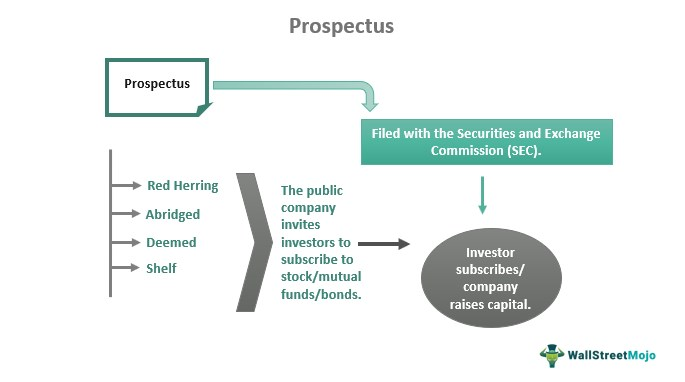 Prospectus
Prospectus
Filed with the Securities and Exchange
Commission (SEC).
Red Herring
Abridged
Deemed
Shelf
The public
company
invites
investors to
subscribe to
stock/mutual
funds/bonds.
Investor
subscribes/
company
raises capital.
WallStreetMojo